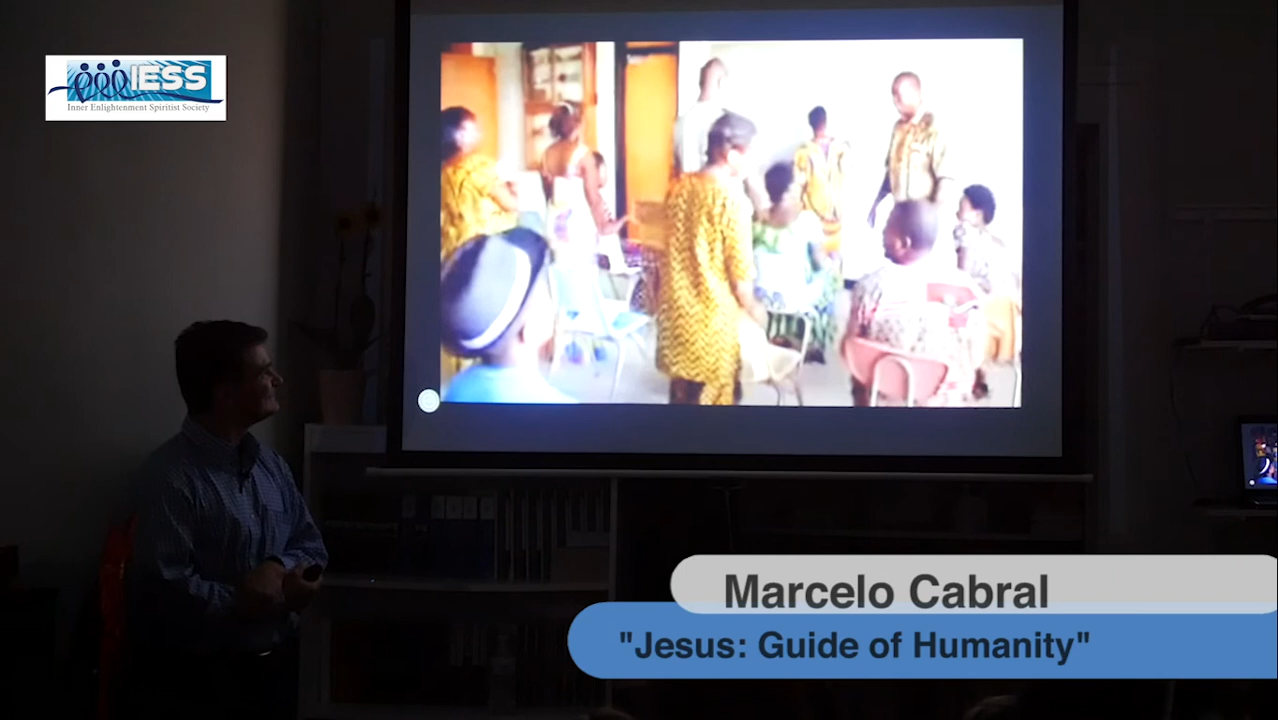 IESS
Inner Enlightenment Spiritist Society
Marcelo Cabral
"Jesus: Guide of Humanity"